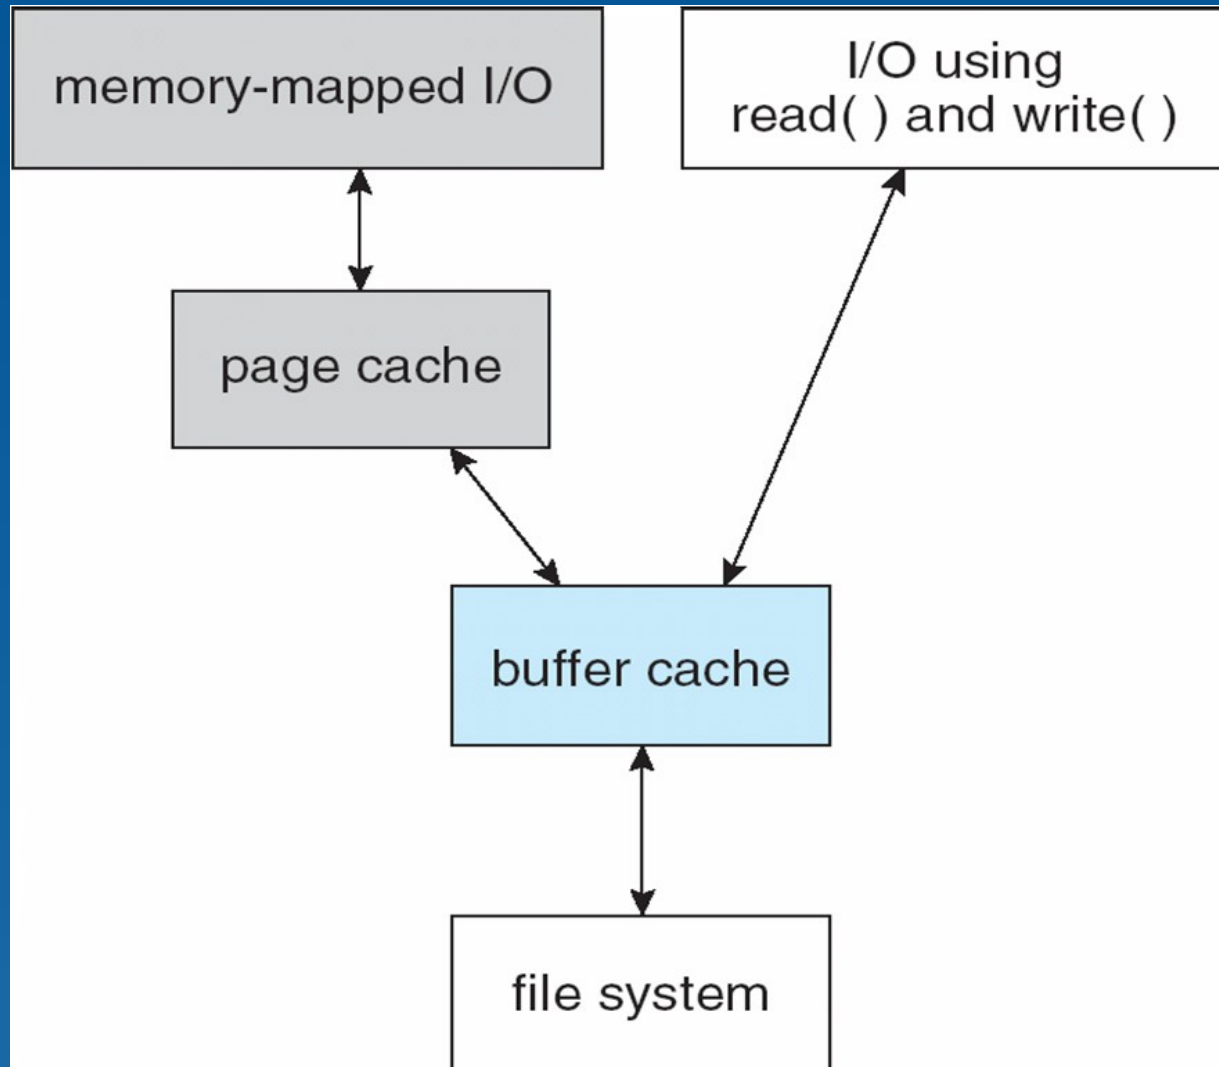 memory-mapped I/O
I/O using
read( ) and write( )
page cache
buffer cache
file system